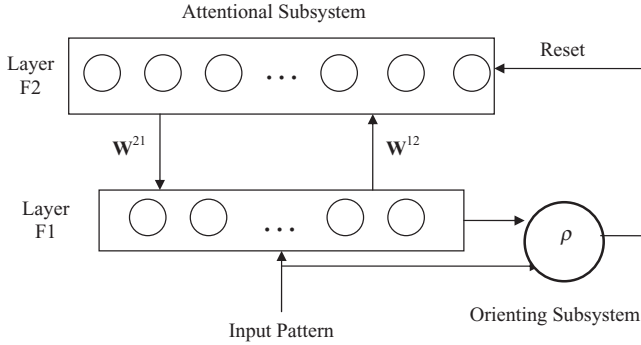 Attentional Subsystem
Layer
F2
...
Reset
W²¹
W¹²
Layer
F1
...
ρ
Orienting Subsystem
Input Pattern